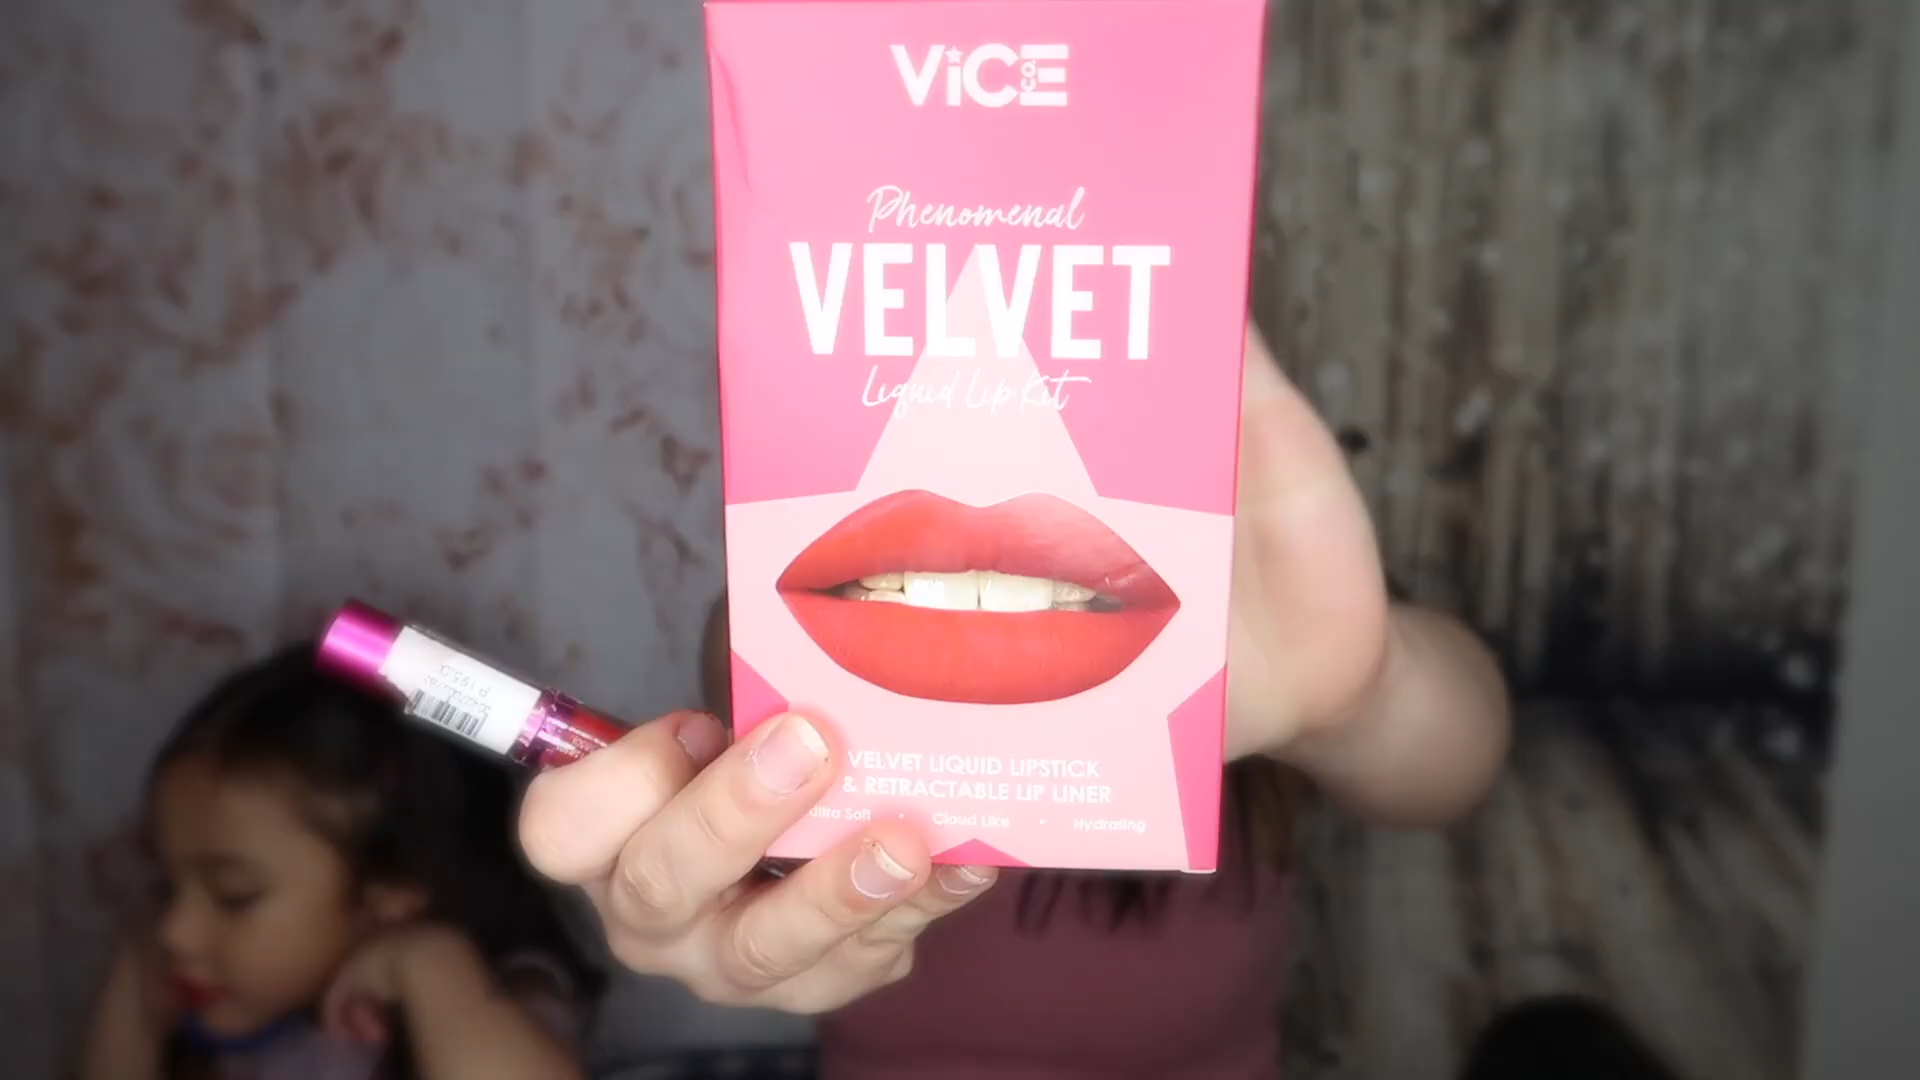 ViCE
CO
Phenomenal
VELVET
Liquid Lip Kit
VELVET LIQUID LIPSTICK
& RETRACTABLE LIP LINER
Ultra Soft • Cloud Like • Hydrating